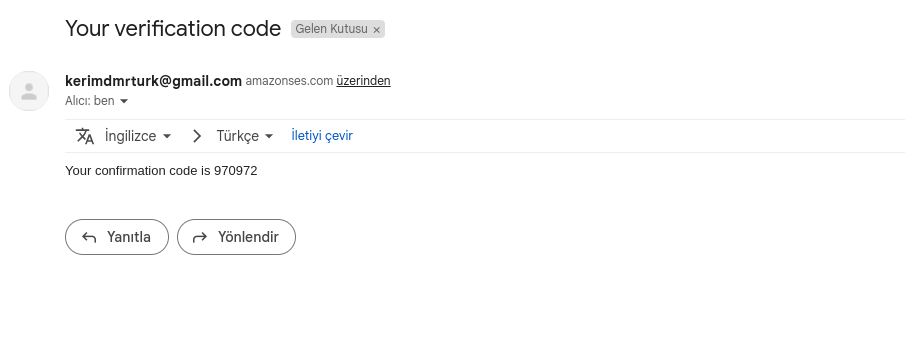 Your verification code Gelen Kutusu ×
kerimdmrturk@gmail.com amazonses.com üzerinden
Alıcı: ben
İngilizce > Türkçe İletiyi çevir
Your confirmation code is 970972
Yanıtla Yönlendir